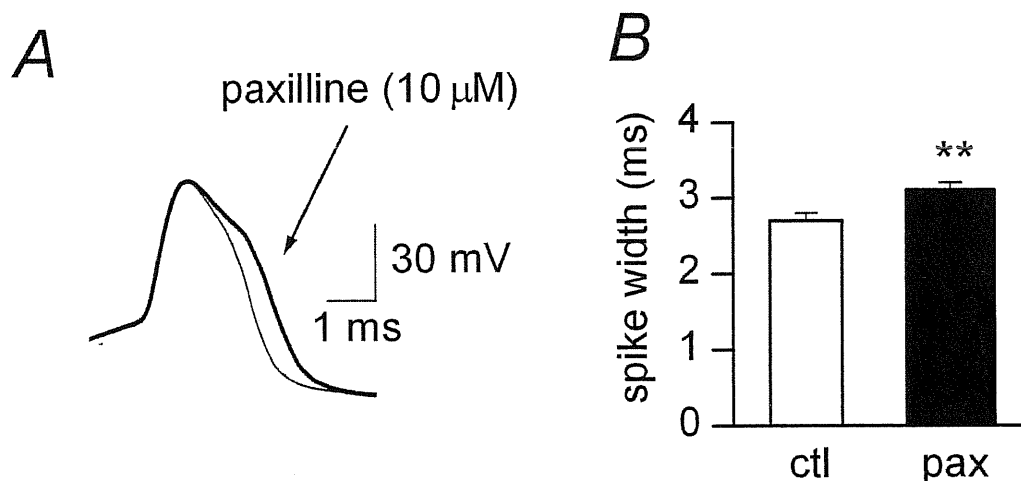 A
paxilline (10 μM)
30 mV
1 ms
B
spike width (ms)
4
3
2
1
0
**
ctl
pax